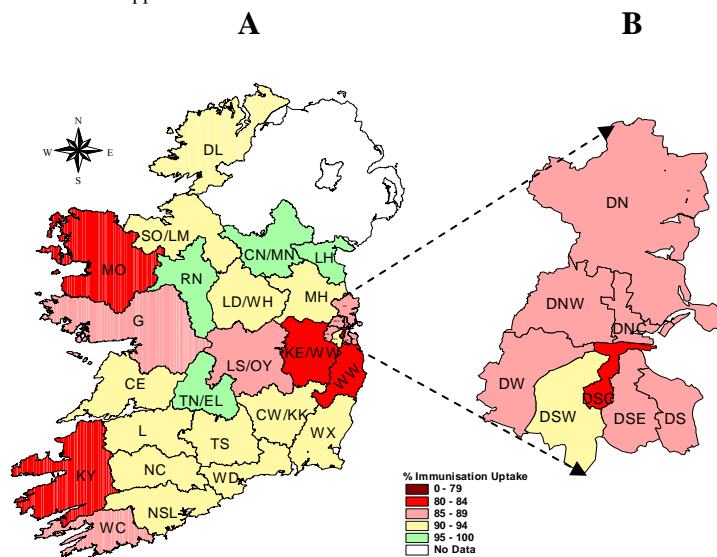 A B
N
W E
S
DL
SO/LM
MO
CN/MN
LH
RN
LD/WH
MH
G
LS/OY
KE/WW
WW
CE
TN/EL
CW/KK
L
TS
WX
KY
NC
WD
NSL
WC
DN
DNW
DNC
DW
DSC
DSW
DSE
DS
% Immunisation Uptake
0 - 79
80 - 84
85 - 89
90 - 94
95 - 100
No Data